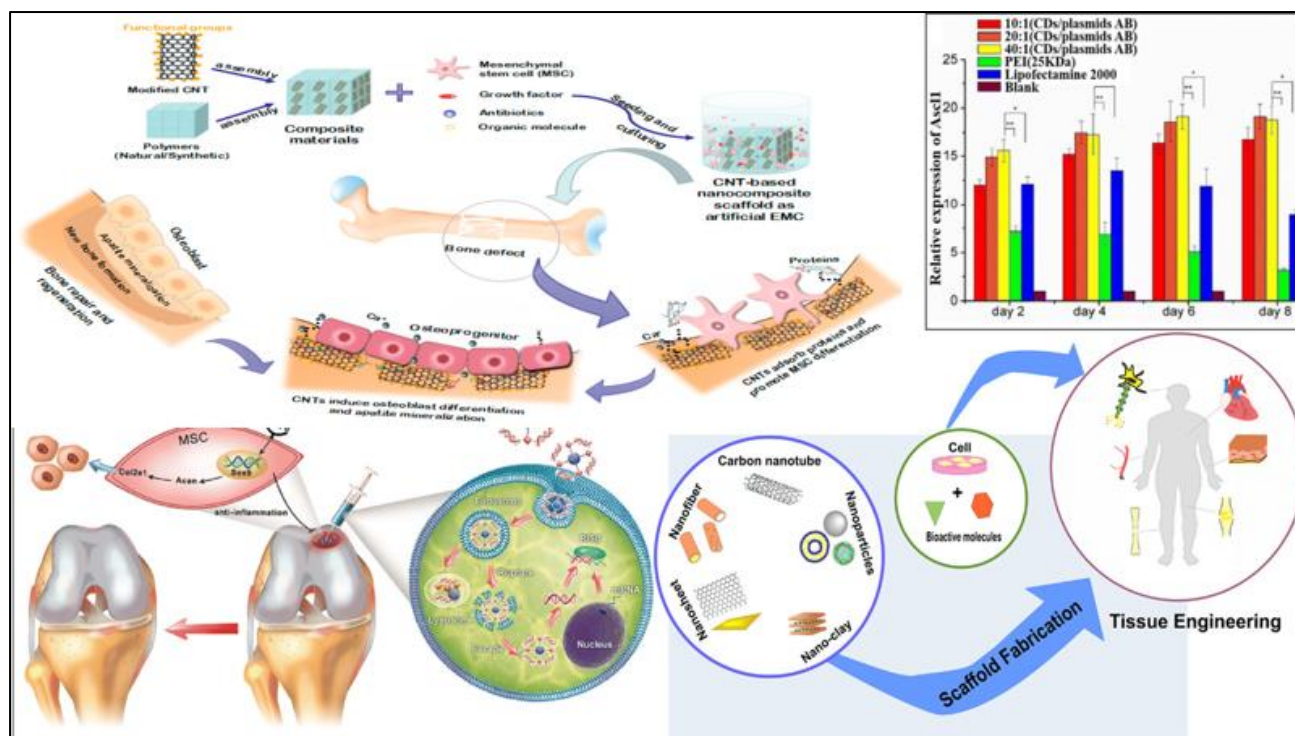 Functional groups
assembly
Modified CNT
assembly
Polymers
(Natural/Synthetic)
Composite
materials
Mesenchymal
stem cell (MSC)
Growth factor
Antibiotics
Organic molecule
Seeding and
culturing
CNT-based
nanocomposite
scaffold as
artificial EMC
Bone defect
Osteoblast
Apatite mineralization
New bone formation
Bone repair and
regeneration
Osteoprogenitor
CNTs induce osteoblast differentiation
and apatite mineralization
Proteins
CNTs adsorb proteins and
promote MSC differentiation
10:1(CDs/plasmids AB)
20:1(CDs/plasmids AB)
40:1(CDs/plasmids AB)
PEI(25KDa)
Lipofectamine 2000
Blank
Relative expression of Ascl1
25
20
15
10
5
0
* ** ** ** * ** *
day 2
day 4
day 6
day 8
MSC
Sox9
Acan
Col2a1
anti-inflammation
Endosome
Rupture
Escape
Nucleus
Carbon nanotube
Nanofiber
Nanoparticles
Nanosheet
Nano-clay
Cell
+
Bioactive molecules
Scaffold Fabrication
Tissue Engineering